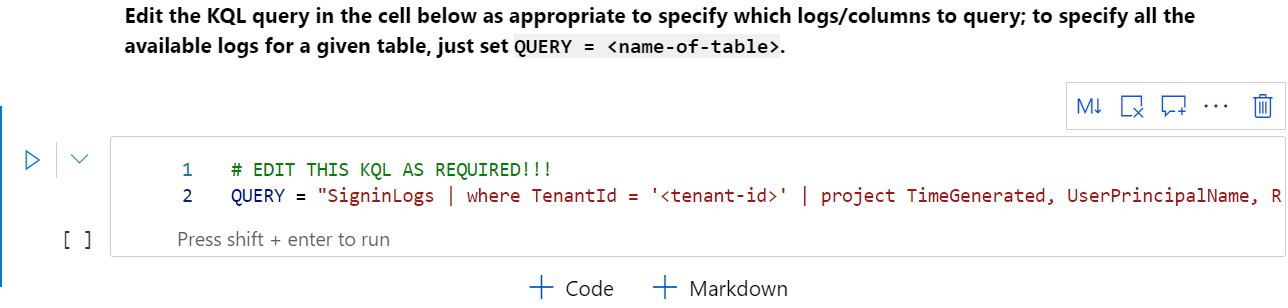 Edit the KQL query in the cell below as appropriate to specify which logs/columns to query; to specify all the
available logs for a given table, just set QUERY = <name-of-table>.
M↓
1 # EDIT THIS KQL AS REQUIRED!!!
2 QUERY = "SigninLogs | where TenantId = '<tenant-id>' | project TimeGenerated, UserPrincipalName, R
[ ] Press shift + enter to run
+ Code + Markdown